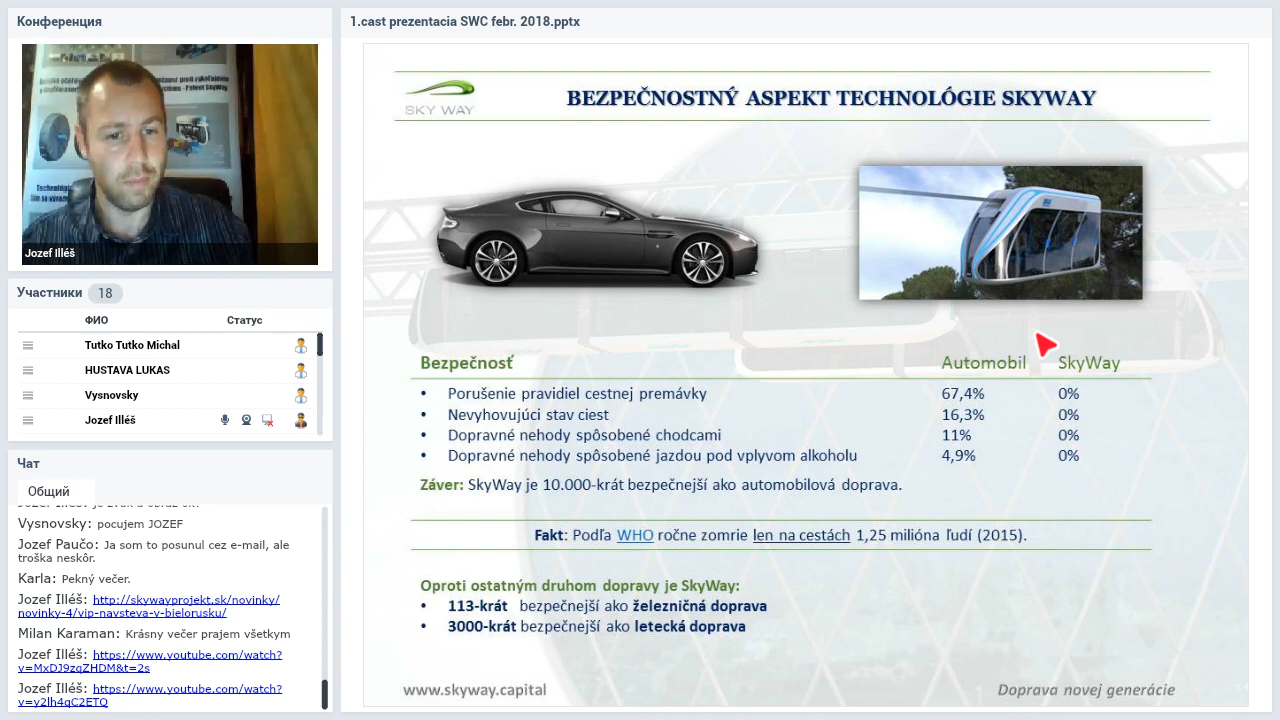 Конференция
Jozef Illéš
Участники 18
ФИО Статус
Tutko Tutko Michal
HUSTAVA LUKAS
Vysnovsky
Jozef Illéš
Чат
Общий
Vysnovsky: pocujem JOZEF
Jozef Paučo: Ja som to posunul cez e-mail, ale
troška neskôr.
Karla: Pekný večer.
Jozef Illéš: http://skywayprojekt.sk/novinky/
novinky-4/vip-navsteva-v-bielorusku/
Milan Karaman: Krásny večer prajem všetkym
Jozef Illéš: https://www.youtube.com/watch?
v=MxDJ9zqZHDM&t=2s
Jozef Illéš: https://www.youtube.com/watch?
v=y2lh4qC2ETQ
1.cast prezentacia SWC febr. 2018.pptx
SKY WAY
BEZPEČNOSTNÝ ASPEKT TECHNOLÓGIE SKYWAY
Bezpečnosť Automobil SkyWay
• Porušenie pravidiel cestnej premávky 67,4% 0%
• Nevyhovujúci stav ciest 16,3% 0%
• Dopravné nehody spôsobené chodcami 11% 0%
• Dopravné nehody spôsobené jazdou pod vplyvom alkoholu 4,9% 0%
Záver: SkyWay je 10.000-krát bezpečnejší ako automobilová doprava.
Fakt: Podľa WHO ročne zomrie len na cestách 1,25 milióna ľudí (2015).
Oproti ostatným druhom dopravy je SkyWay:
• 113-krát bezpečnejší ako železničná doprava
• 3000-krát bezpečnejší ako letecká doprava
www.skyway.capital
Doprava novej generácie